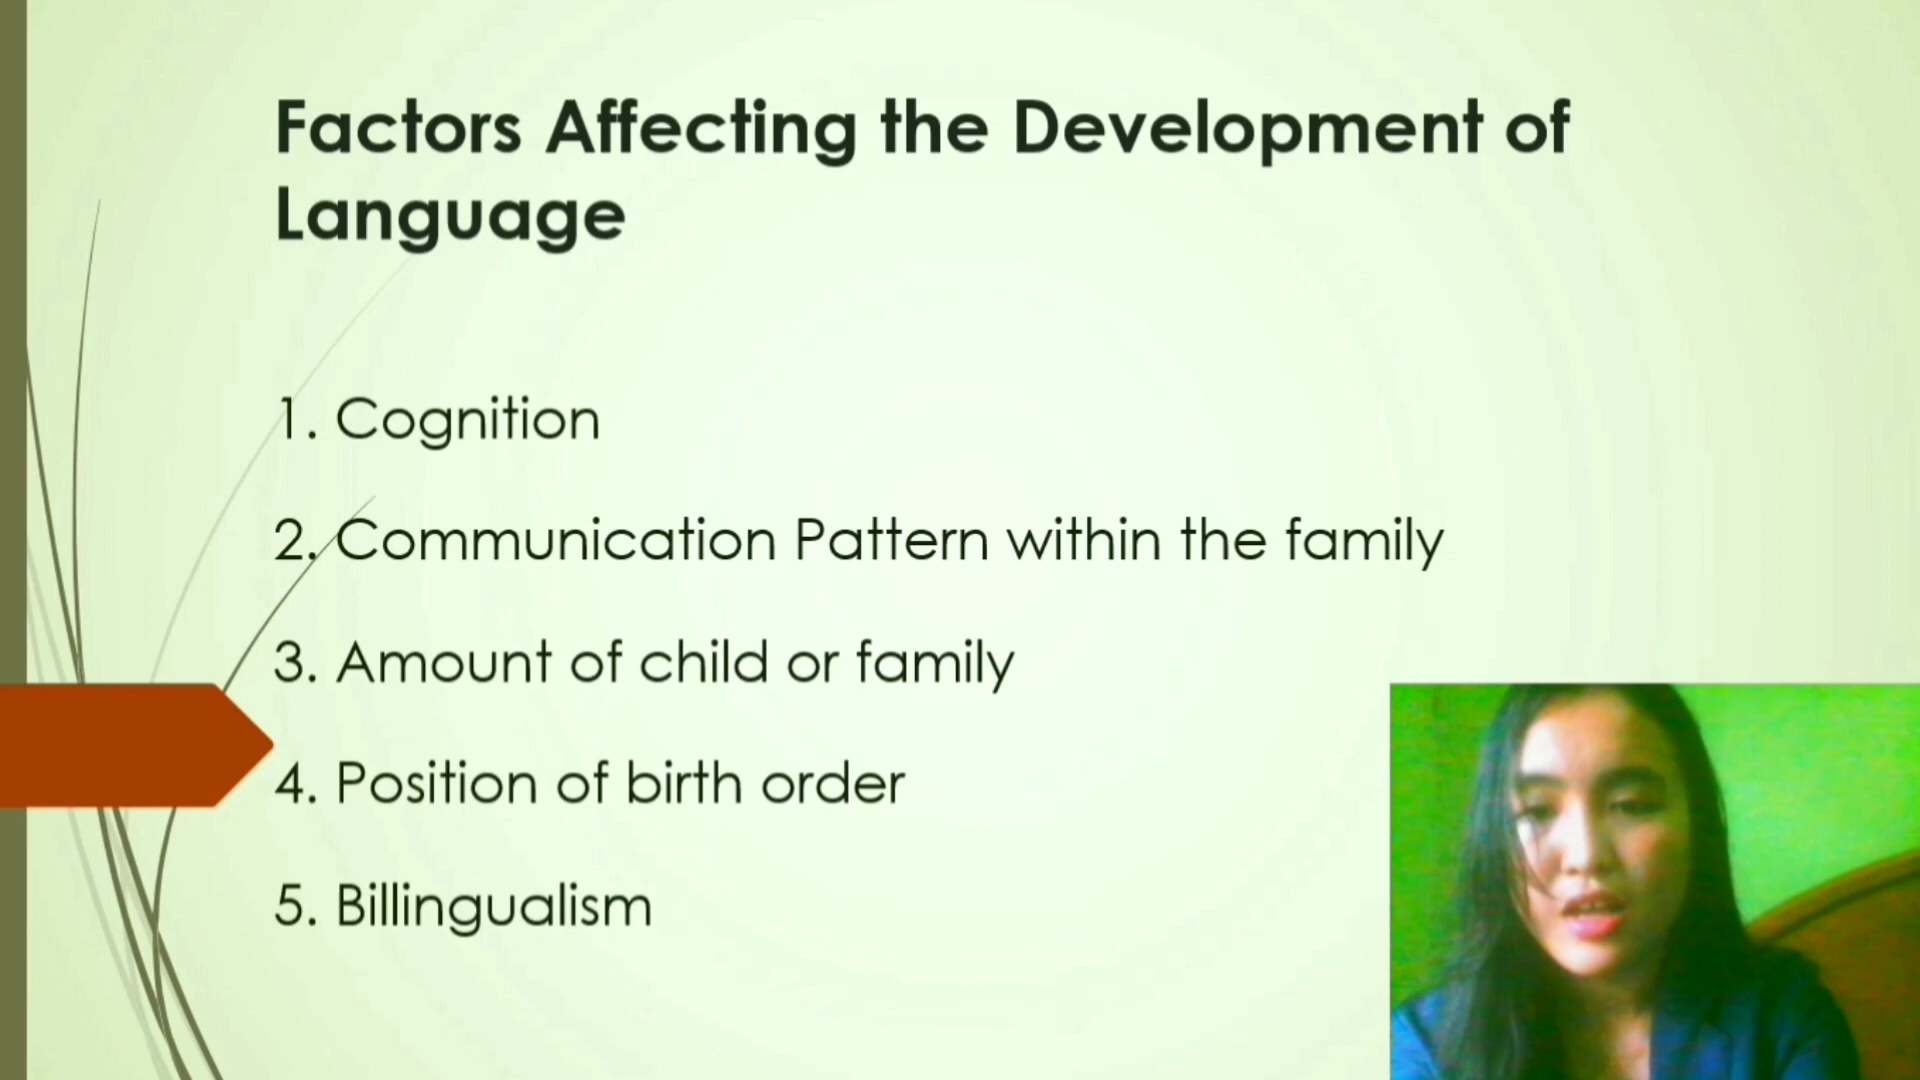 Factors Affecting the Development of
Language
1. Cognition
2. Communication Pattern within the family
3. Amount of child or family
4. Position of birth order
5. Billingualism